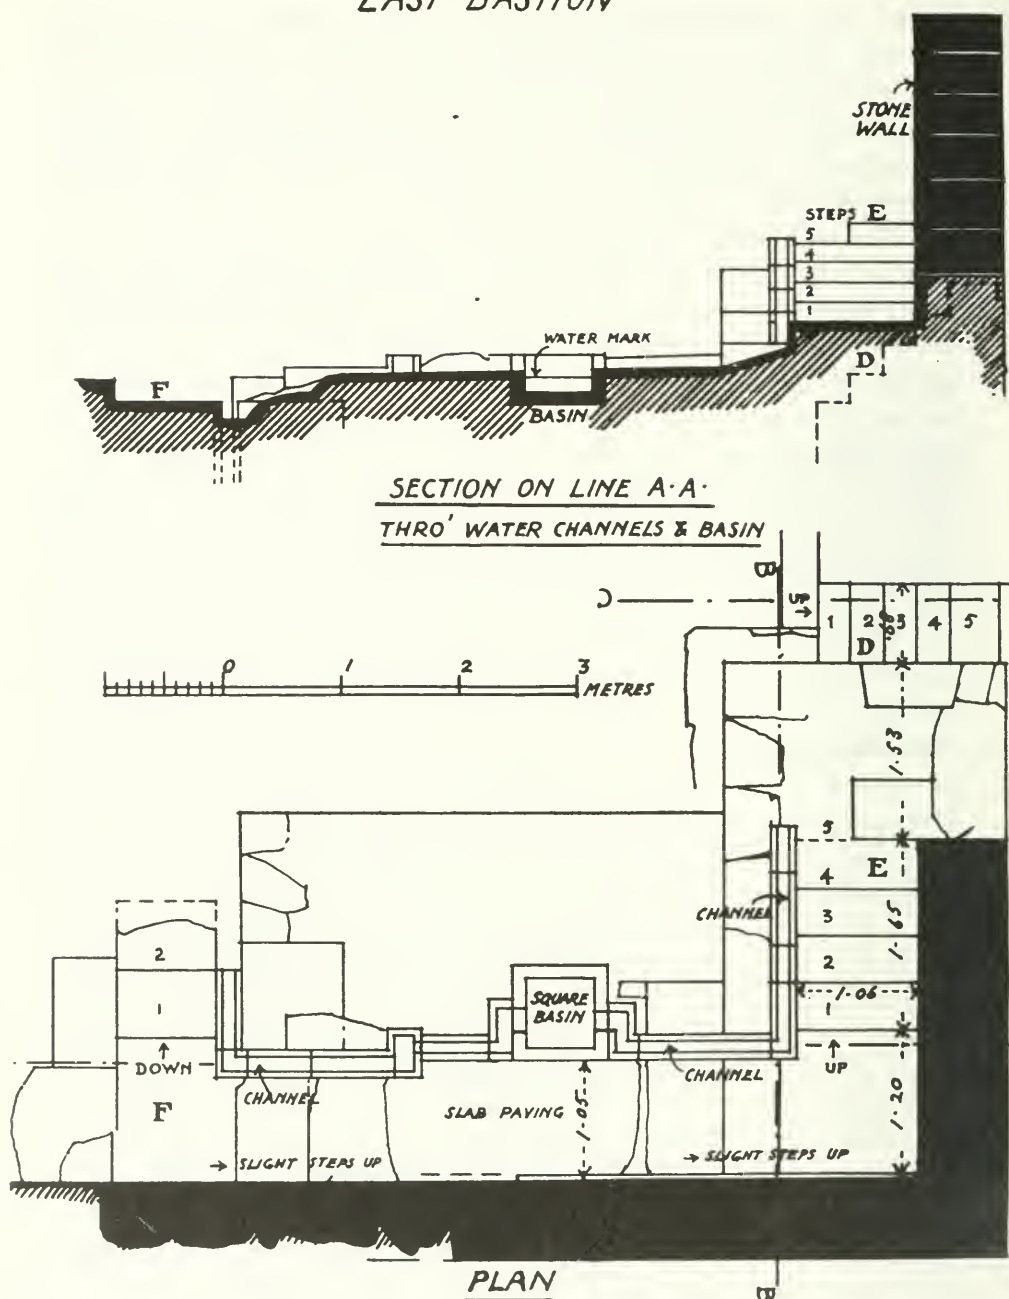 EAST BASTION
STONE
WALL
STEPS E
5
4
3
2
1
WATER MARK
D
F
BASIN
SECTION ON LINE A·A·
THRO' WATER CHANNELS & BASIN
B
C
UP
1 2 3 4 5
D
·68
0 1 2 3
METRES
1·53
5
4 E
CHANNEL
3
1·65
2
2
SQUARE
BASIN
1·06
1
1
DOWN
UP
CHANNEL
CHANNEL
F
SLAB PAVING
1·05
1·20
SLIGHT STEPS UP
SLIGHT STEPS UP
PLAN
B